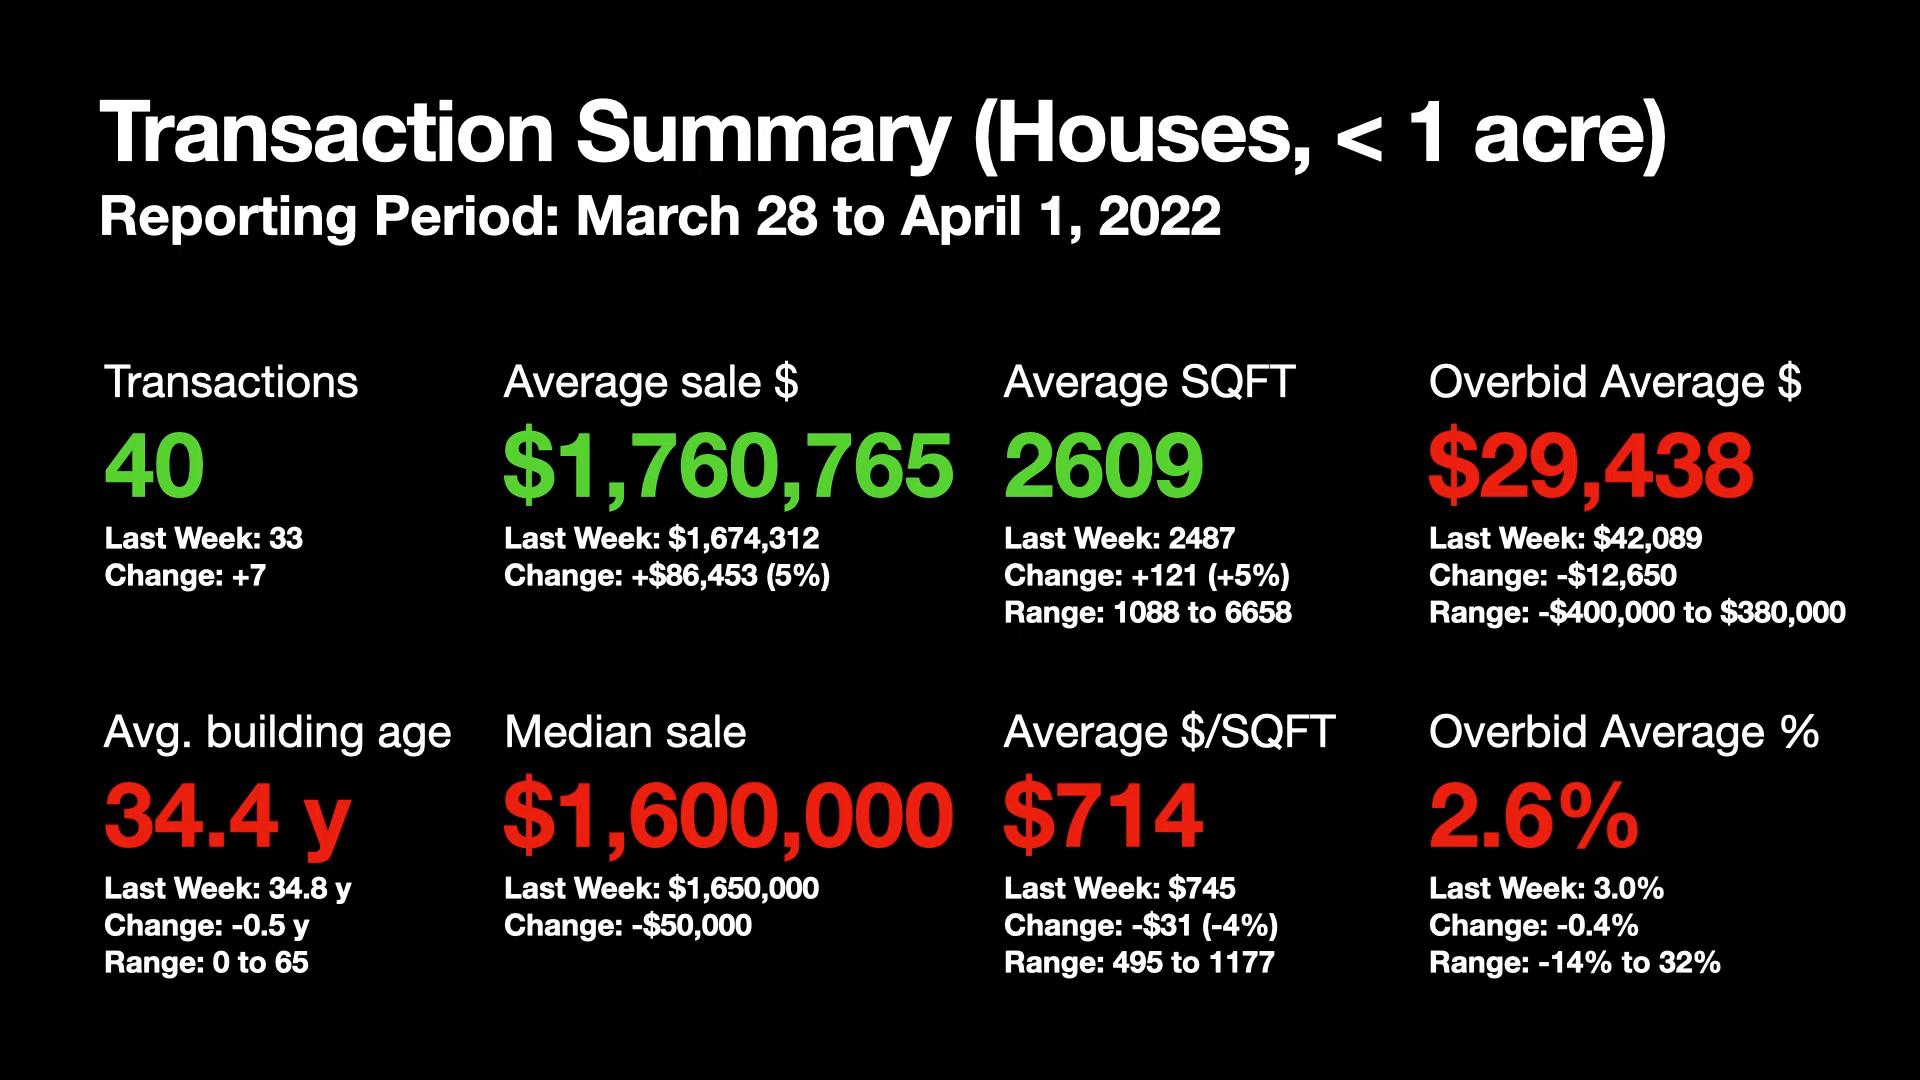 Transaction Summary (Houses, < 1 acre)
Reporting Period: March 28 to April 1, 2022
Transactions
40
Last Week: 33
Change: +7
Average sale $
$1,760,765
Last Week: $1,674,312
Change: +$86,453 (5%)
Average SQFT
2609
Last Week: 2487
Change: +121 (+5%)
Range: 1088 to 6658
Overbid Average $
$29,438
Last Week: $42,089
Change: -$12,650
Range: -$400,000 to $380,000
Avg. building age
34.4 y
Last Week: 34.8 y
Change: -0.5 y
Range: 0 to 65
Median sale
$1,600,000
Last Week: $1,650,000
Change: -$50,000
Average $/SQFT
$714
Last Week: $745
Change: -$31 (-4%)
Range: 495 to 1177
Overbid Average %
2.6%
Last Week: 3.0%
Change: -0.4%
Range: -14% to 32%